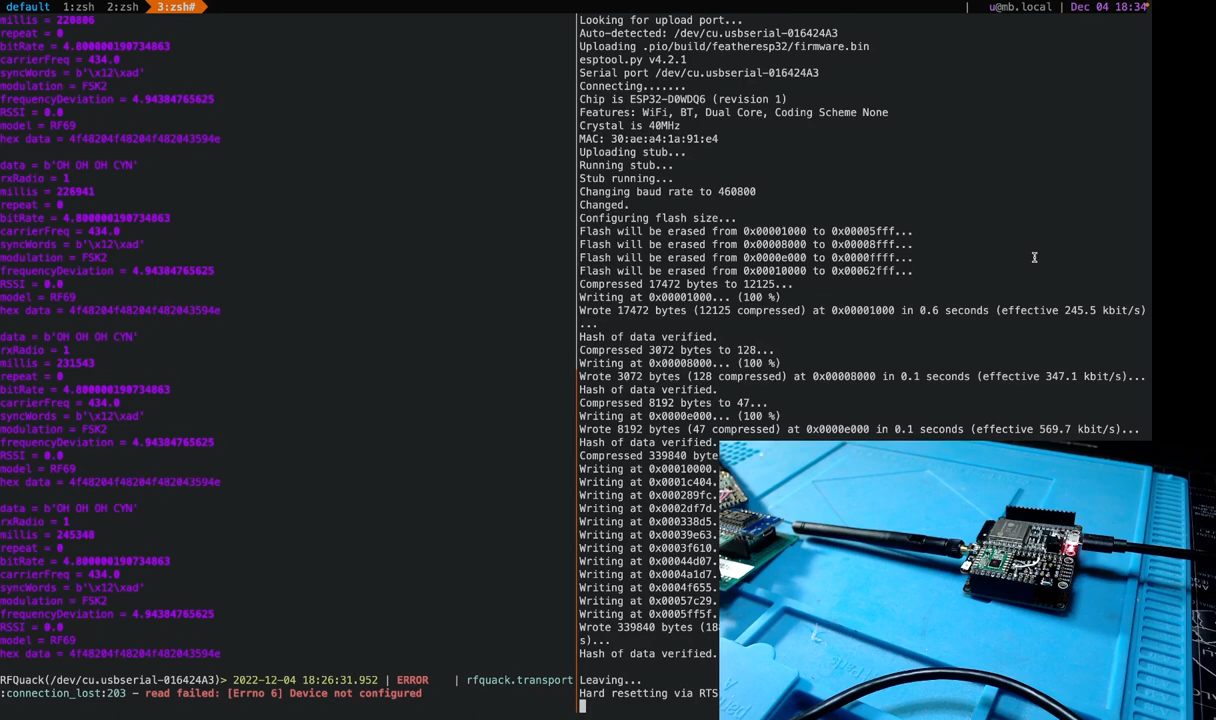 default 1:zsh 2:zsh 3:zsh# | u@mb.local | Dec 04 18:34
millis = 220806
repeat = 0
bitRate = 4.800000190734863
carrierFreq = 434.0
syncWords = b'\x12\xad'
modulation = FSK2
frequencyDeviation = 4.94384765625
RSSI = 0.0
model = RF69
hex data = 4f48204f48204f482043594e
data = b'OH OH OH CYN'
rxRadio = 1
millis = 226941
repeat = 0
bitRate = 4.800000190734863
carrierFreq = 434.0
syncWords = b'\x12\xad'
modulation = FSK2
frequencyDeviation = 4.94384765625
RSSI = 0.0
model = RF69
hex data = 4f48204f48204f482043594e
data = b'OH OH OH CYN'
rxRadio = 1
millis = 231543
repeat = 0
bitRate = 4.800000190734863
carrierFreq = 434.0
syncWords = b'\x12\xad'
modulation = FSK2
frequencyDeviation = 4.94384765625
RSSI = 0.0
model = RF69
hex data = 4f48204f48204f482043594e
data = b'OH OH OH CYN'
rxRadio = 1
millis = 245348
repeat = 0
bitRate = 4.800000190734863
carrierFreq = 434.0
syncWords = b'\x12\xad'
modulation = FSK2
frequencyDeviation = 4.94384765625
RSSI = 0.0
model = RF69
hex data = 4f48204f48204f482043594e
RFQuack(/dev/cu.usbserial-016424A3)> 2022-12-04 18:26:31.952 | ERROR | rfquack.transport
:connection_lost:203 - read failed: [Errno 6] Device not configured
Looking for upload port...
Auto-detected: /dev/cu.usbserial-016424A3
Uploading .pio/build/featheresp32/firmware.bin
esptool.py v4.2.1
Serial port /dev/cu.usbserial-016424A3
Connecting.......
Chip is ESP32-D0WDQ6 (revision 1)
Features: WiFi, BT, Dual Core, Coding Scheme None
Crystal is 40MHz
MAC: 30:ae:a4:1a:91:e4
Uploading stub...
Running stub...
Stub running...
Changing baud rate to 460800
Changed.
Configuring flash size...
Flash will be erased from 0x00001000 to 0x00005fff...
Flash will be erased from 0x00008000 to 0x00008fff...
Flash will be erased from 0x0000e000 to 0x0000ffff...
Flash will be erased from 0x00010000 to 0x00062fff...
Compressed 17472 bytes to 12125...
Writing at 0x00001000... (100 %)
Wrote 17472 bytes (12125 compressed) at 0x00001000 in 0.6 seconds (effective 245.5 kbit/s)
...
Hash of data verified.
Compressed 3072 bytes to 128...
Writing at 0x00008000... (100 %)
Wrote 3072 bytes (128 compressed) at 0x00008000 in 0.1 seconds (effective 347.1 kbit/s)...
Hash of data verified.
Compressed 8192 bytes to 47...
Writing at 0x0000e000... (100 %)
Wrote 8192 bytes (47 compressed) at 0x0000e000 in 0.1 seconds (effective 569.7 kbit/s)...
Hash of data verified.
Compressed 339840 byte
Writing at 0x00010000.
Writing at 0x0001c404.
Writing at 0x000289fc.
Writing at 0x0002df7d.
Writing at 0x000338d5.
Writing at 0x00039e63.
Writing at 0x0003f610.
Writing at 0x00044d07.
Writing at 0x0004a1d7.
Writing at 0x0004f655.
Writing at 0x00057c29.
Writing at 0x0005ff5f.
Wrote 339840 bytes (18
s)...
Hash of data verified.
Leaving...
Hard resetting via RTS